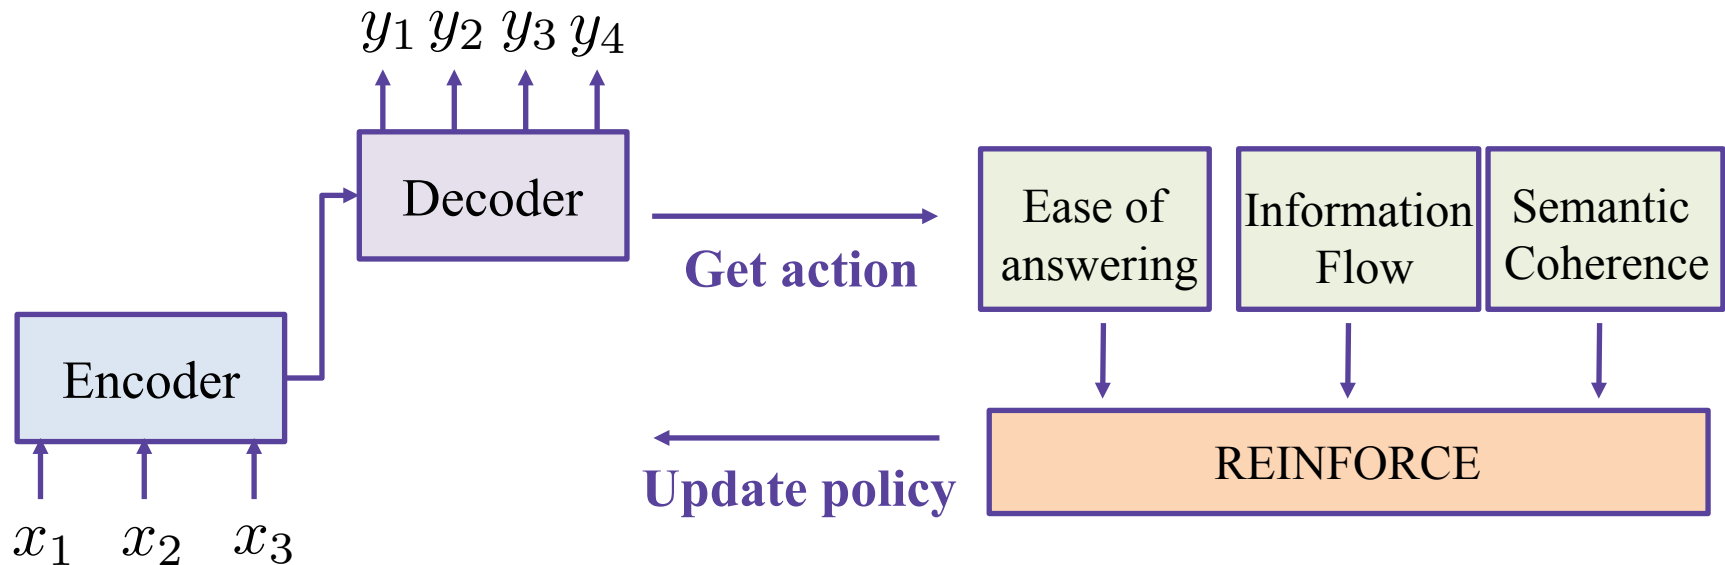 y₁ y₂ y₃ y₄
Decoder
Encoder
x₁ x₂ x₃
Get action
Update policy
Ease of
answering
Information
Flow
Semantic
Coherence
REINFORCE